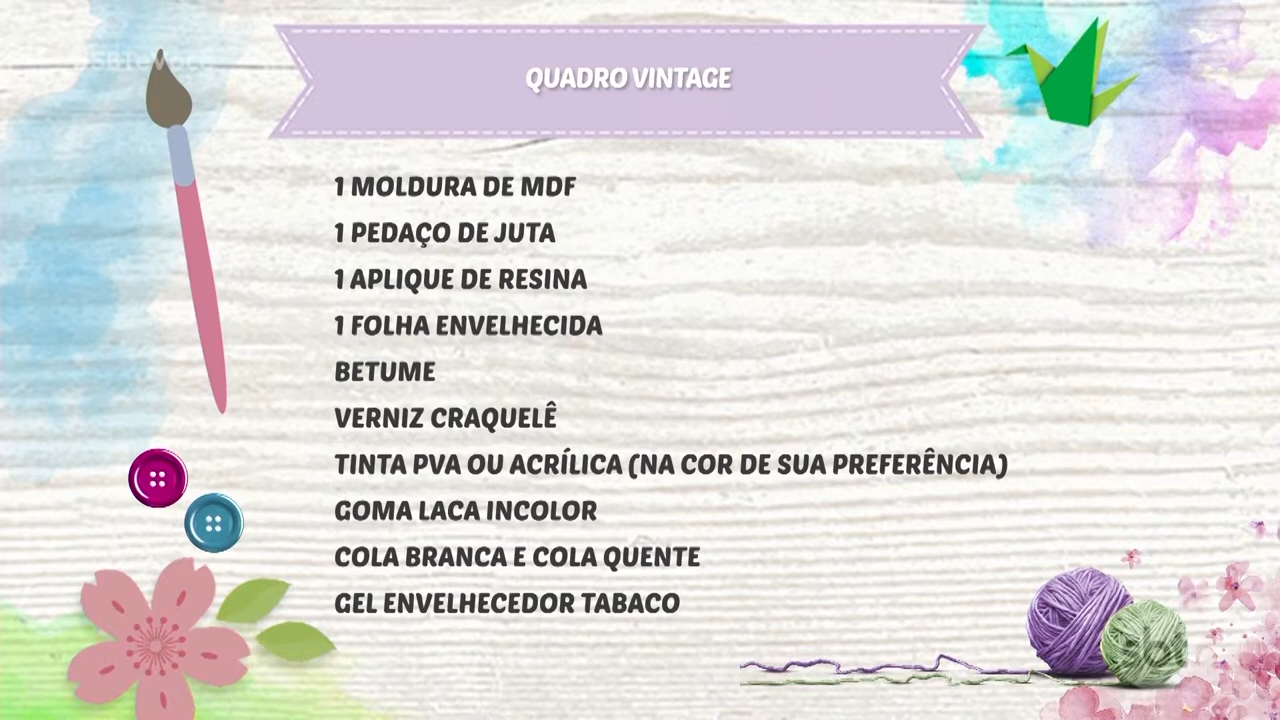 #SBTeVocê
QUADRO VINTAGE
1 MOLDURA DE MDF
1 PEDAÇO DE JUTA
1 APLIQUE DE RESINA
1 FOLHA ENVELHECIDA
BETUME
VERNIZ CRAQUELÊ
TINTA PVA OU ACRÍLICA (NA COR DE SUA PREFERÊNCIA)
GOMA LACA INCOLOR
COLA BRANCA E COLA QUENTE
GEL ENVELHECEDOR TABACO